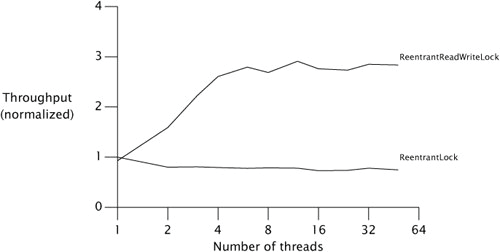 4
ReentrantReadWriteLock
3
Throughput
(normalized)
2
1
ReentrantLock
0
1 2 4 8 16 32 64
Number of threads